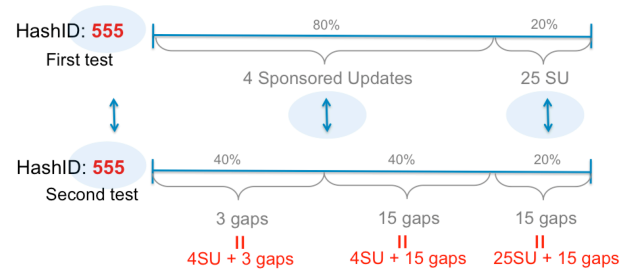 HashID: 555
First test
80%
20%
4 Sponsored Updates
25 SU
HashID: 555
Second test
40%
40%
20%
3 gaps
15 gaps
15 gaps
=
=
=
4SU + 3 gaps
4SU + 15 gaps
25SU + 15 gaps